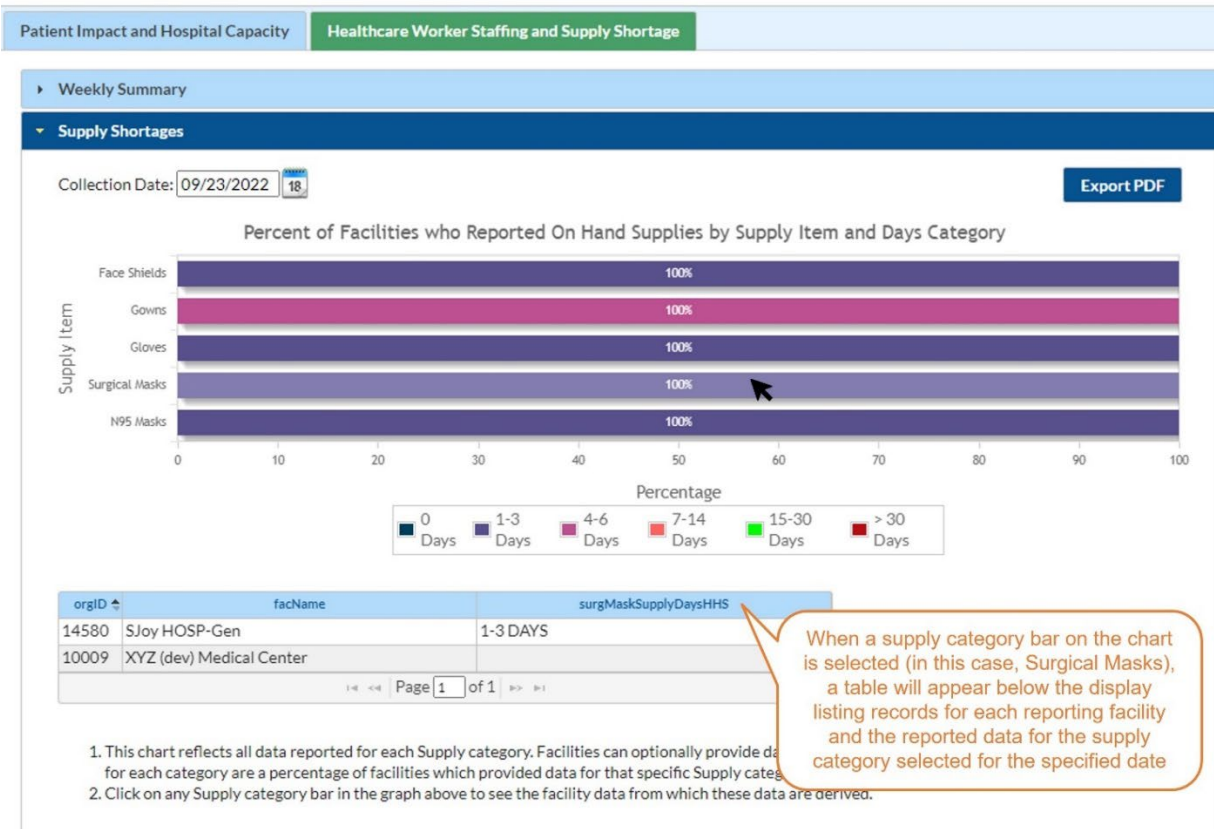 Patient Impact and Hospital Capacity
Healthcare Worker Staffing and Supply Shortage
Weekly Summary
Supply Shortages
Collection Date: 09/23/2022 18
Export PDF
Percent of Facilities who Reported On Hand Supplies by Supply Item and Days Category
Supply Item
Face Shields 100%
Gowns 100%
Gloves 100%
Surgical Masks 100%
N95 Masks 100%
0 10 20 30 40 50 60 70 80 90 100
Percentage
0 Days 1-3 Days 4-6 Days 7-14 Days 15-30 Days > 30 Days
orgID facName surgMaskSupplyDaysHHS
14580 SJoy HOSP-Gen 1-3 DAYS
10009 XYZ (dev) Medical Center
Page 1 of 1
When a supply category bar on the chart
is selected (in this case, Surgical Masks),
a table will appear below the display
listing records for each reporting facility
and the reported data for the supply
category selected for the specified date
1. This chart reflects all data reported for each Supply category. Facilities can optionally provide
for each category are a percentage of facilities which provided data for that specific Supply
2. Click on any Supply category bar in the graph above to see the facility data from which these data are derived.